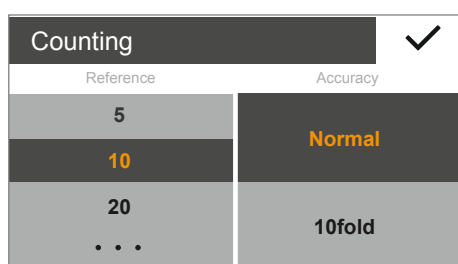 Counting
Reference
Accuracy
5
Normal
10
20
10fold
. . .